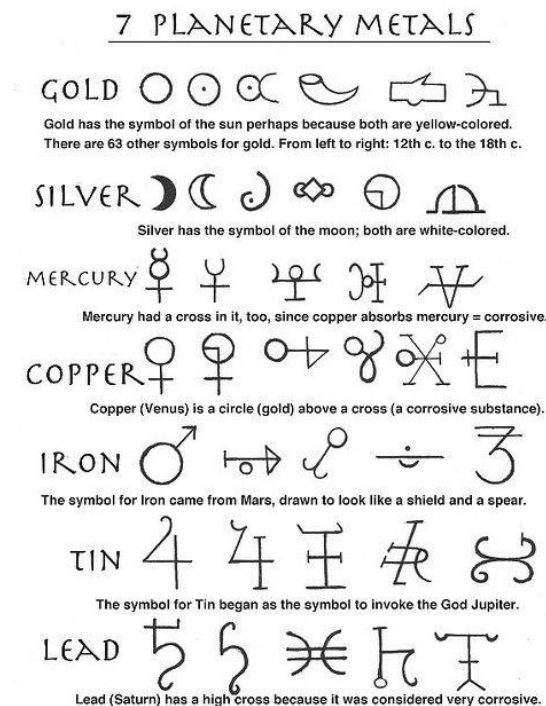 7 PLANETARY METALS
GOLD
Gold has the symbol of the sun perhaps because both are yellow-colored.
There are 63 other symbols for gold. From left to right: 12th c. to the 18th c.
SILVER
Silver has the symbol of the moon; both are white-colored.
MERCURY
Mercury had a cross in it, too, since copper absorbs mercury = corrosive.
COPPER
Copper (Venus) is a circle (gold) above a cross (a corrosive substance).
IRON
The symbol for Iron came from Mars, drawn to look like a shield and a spear.
TIN
The symbol for Tin began as the symbol to invoke the God Jupiter.
LEAD
Lead (Saturn) has a high cross because it was considered very corrosive.